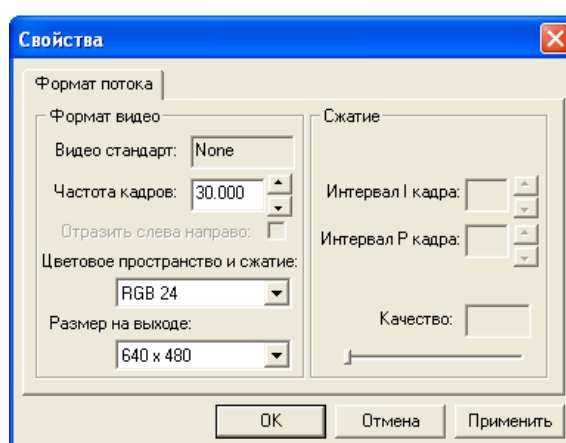 Свойства
Формат потока
Формат видео
Видео стандарт: None
Частота кадров: 30.000
Отразить слева направо:
Цветовое пространство и сжатие:
RGB 24
Размер на выходе:
640 x 480
Сжатие
Интервал I кадра:
Интервал P кадра:
Качество:
OK
Отмена
Применить